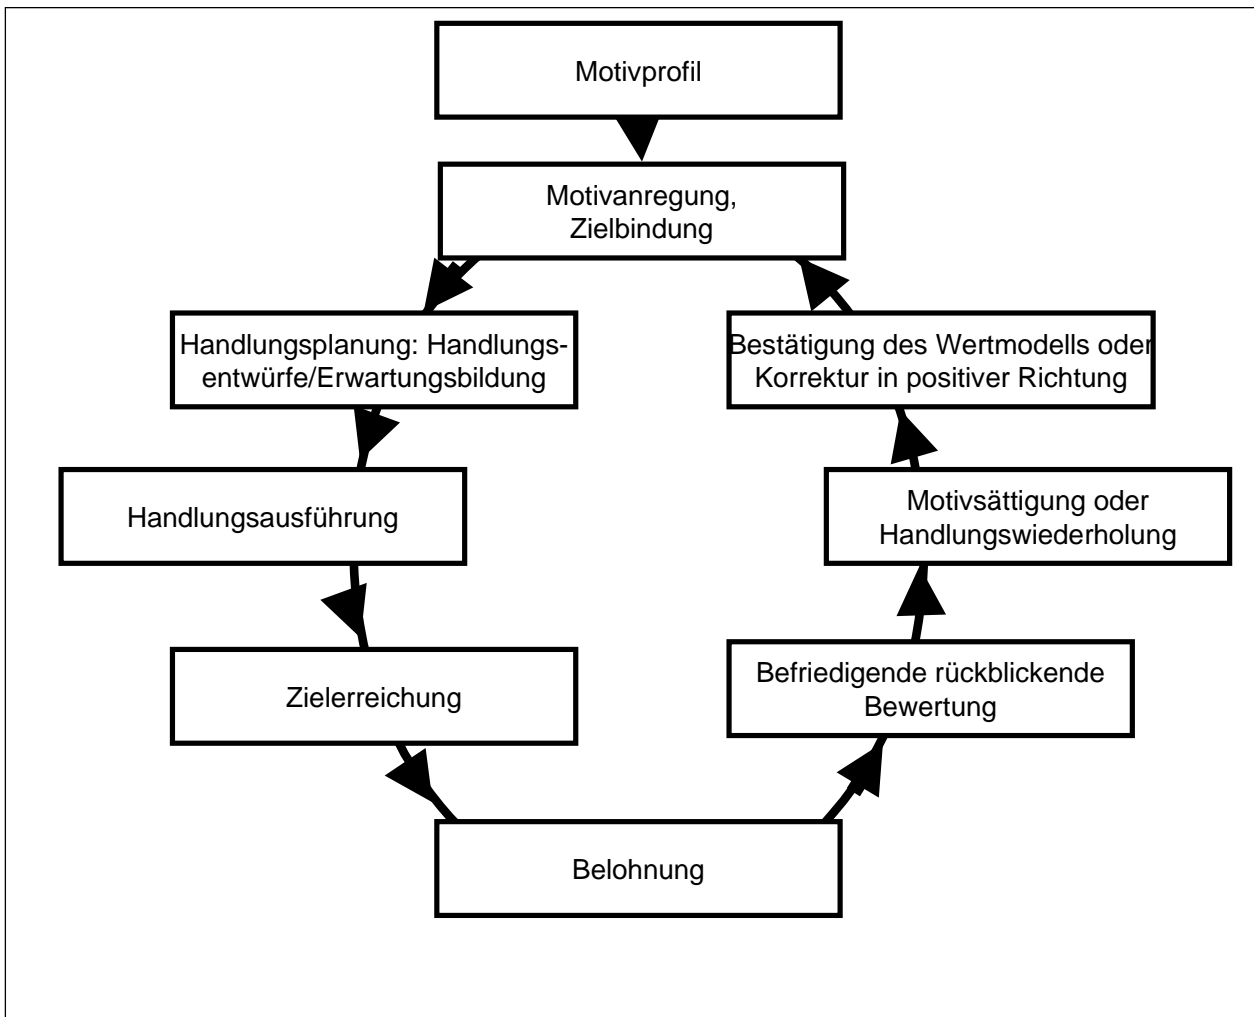 Motivprofil
Motivanregung,
Zielbindung
Handlungsplanung: Handlungs-
entwürfe/Erwartungsbildung
Bestätigung des Wertmodells oder
Korrektur in positiver Richtung
Handlungsausführung
Motivsättigung oder
Handlungswiederholung
Zielerreichung
Befriedigende rückblickende
Bewertung
Belohnung